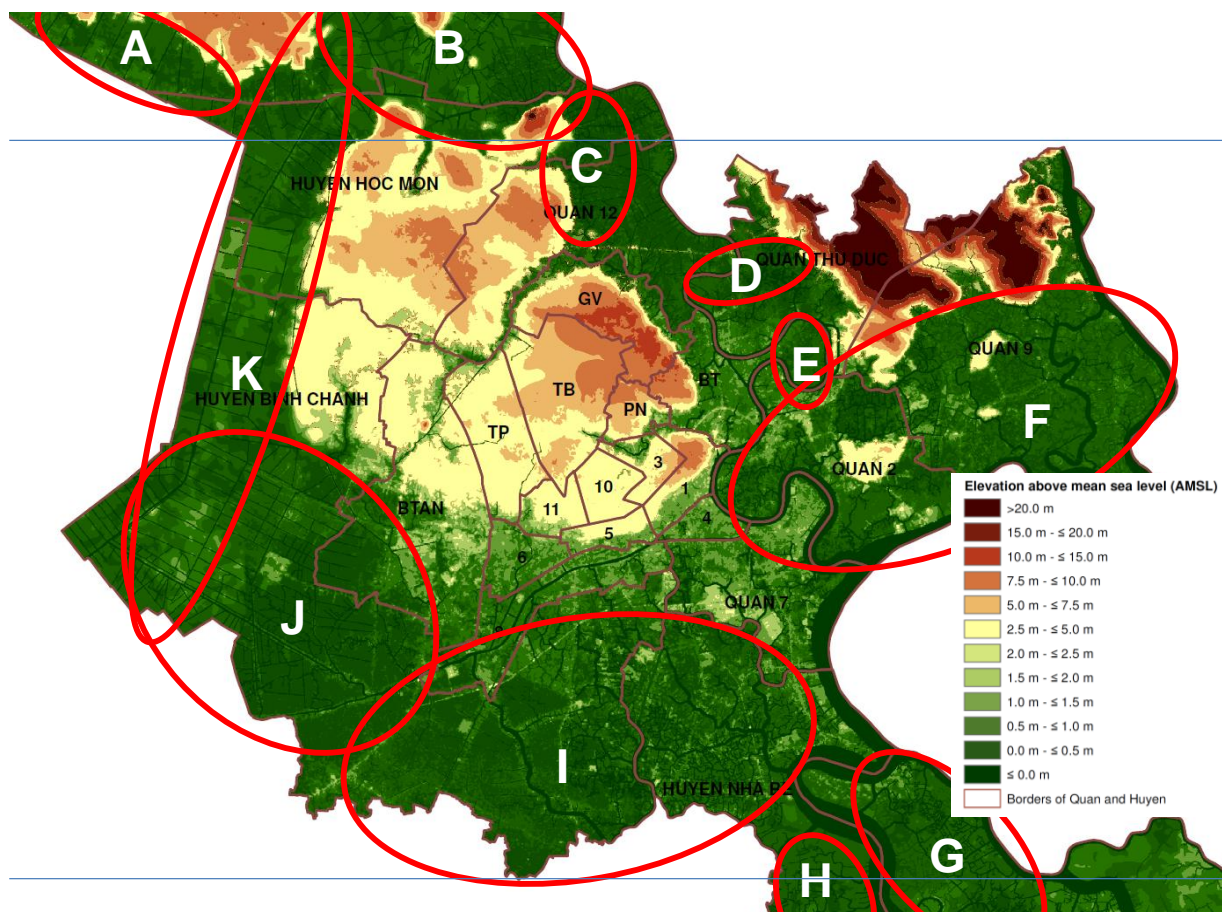 A
B
C
HUYEN HOC MON
QUAN 12
D
QUAN THU DUC
GV
E
QUAN 9
K
HUYEN BINH CHANH
TB
BT
PN
F
TP
3
QUAN 2
10
1
BTAN
11
4
5
6
QUAN 7
J
8
I
HUYEN NHA BE
G
H
Elevation above mean sea level (AMSL)
>20.0 m
15.0 m - ≤ 20.0 m
10.0 m - ≤ 15.0 m
7.5 m - ≤ 10.0 m
5.0 m - ≤ 7.5 m
2.5 m - ≤ 5.0 m
2.0 m - ≤ 2.5 m
1.5 m - ≤ 2.0 m
1.0 m - ≤ 1.5 m
0.5 m - ≤ 1.0 m
0.0 m - ≤ 0.5 m
≤ 0.0 m
Borders of Quan and Huyen